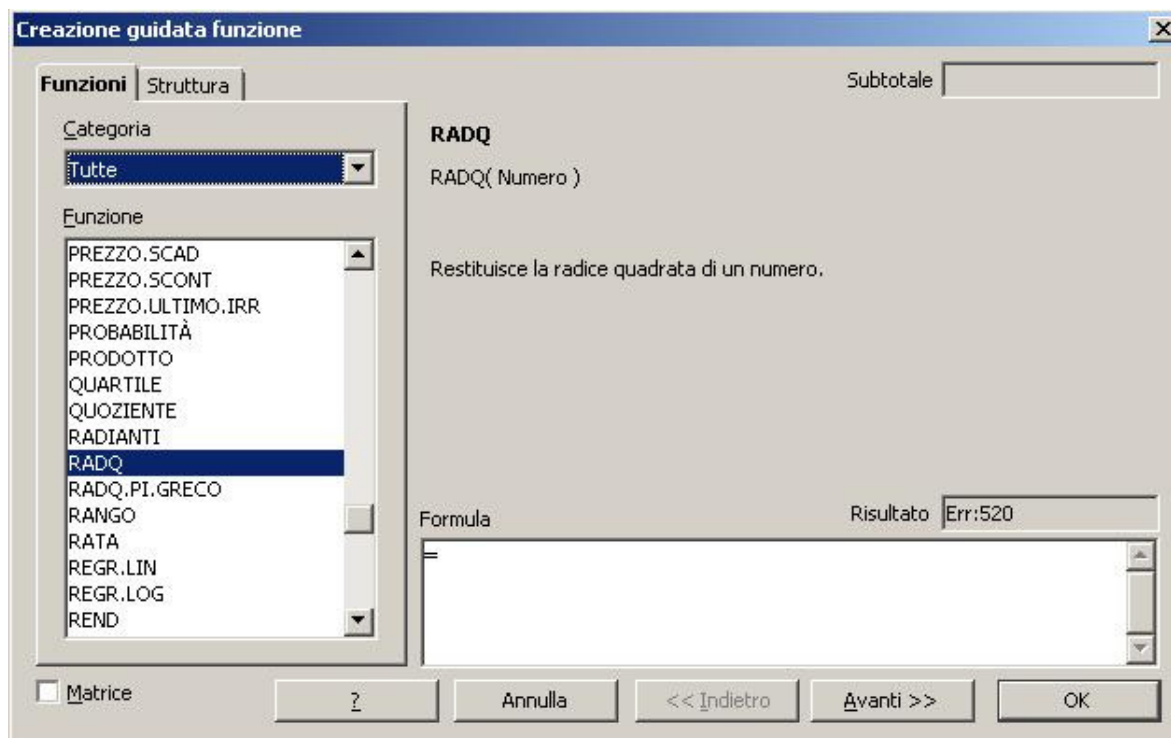 Creazione guidata funzione
Funzioni
Struttura
Subtotale
Categoria
Tutte
Funzione
PREZZO.SCAD
PREZZO.SCONT
PREZZO.ULTIMO.IRR
PROBABILITÀ
PRODOTTO
QUARTILE
QUOZIENTE
RADIANTI
RADQ
RADQ.PI.GRECO
RANGO
RATA
REGR.LIN
REGR.LOG
REND
RADQ
RADQ( Numero )
Restituisce la radice quadrata di un numero.
Formula
Risultato Err:520
=
Matrice
?
Annulla
<< Indietro
Avanti >>
OK